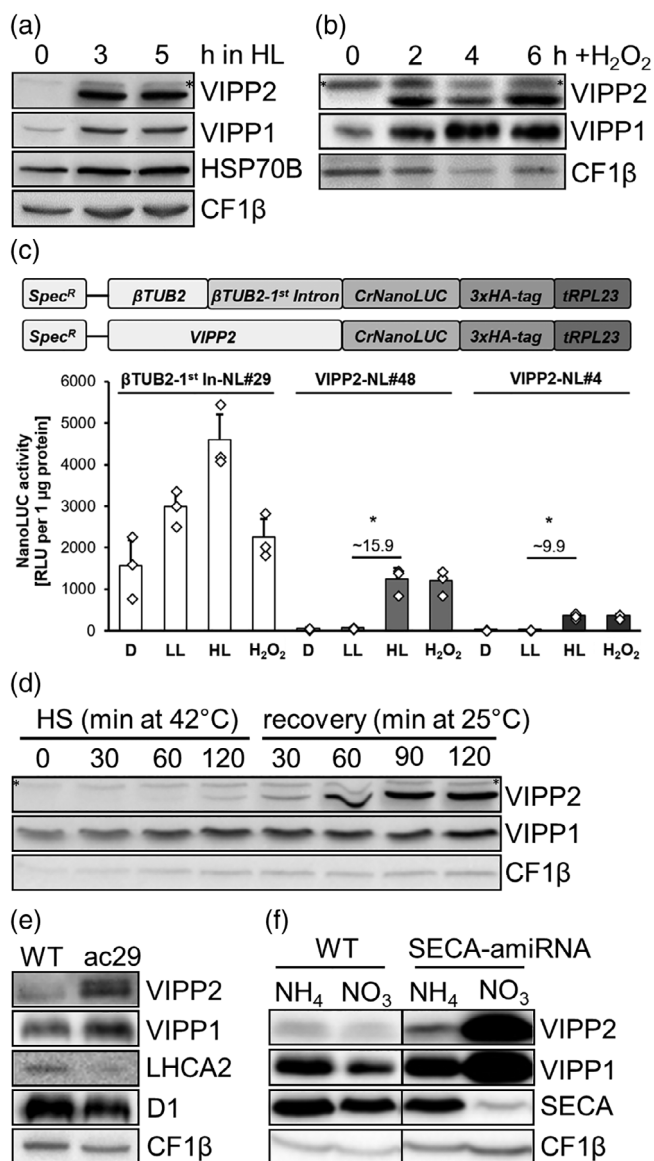 (a)
0 3 5 h in HL
*
VIPP2
VIPP1
HSP70B
CF1β
(b)
0 2 4 6 h +H₂O₂
* *
VIPP2
VIPP1
CF1β
(c)
Specᴿ βTUB2 βTUB2-1ˢᵗ Intron CrNanoLUC 3xHA-tag tRPL23
Specᴿ VIPP2 CrNanoLUC 3xHA-tag tRPL23
NanoLUC activity
[RLU per 1 µg protein]
6000
5000
4000
3000
2000
1000
0
βTUB2-1ˢᵗ In-NL#29 VIPP2-NL#48 VIPP2-NL#4
* *
~15.9 ~9.9
D LL HL H₂O₂ D LL HL H₂O₂ D LL HL H₂O₂
(d)
HS (min at 42°C) recovery (min at 25°C)
0 30 60 120 30 60 90 120
* *
VIPP2
VIPP1
CF1β
(e)
WT ac29
VIPP2
VIPP1
LHCA2
D1
CF1β
(f)
WT SECA-amiRNA
NH₄ NO₃ NH₄ NO₃
VIPP2
VIPP1
SECA
CF1β